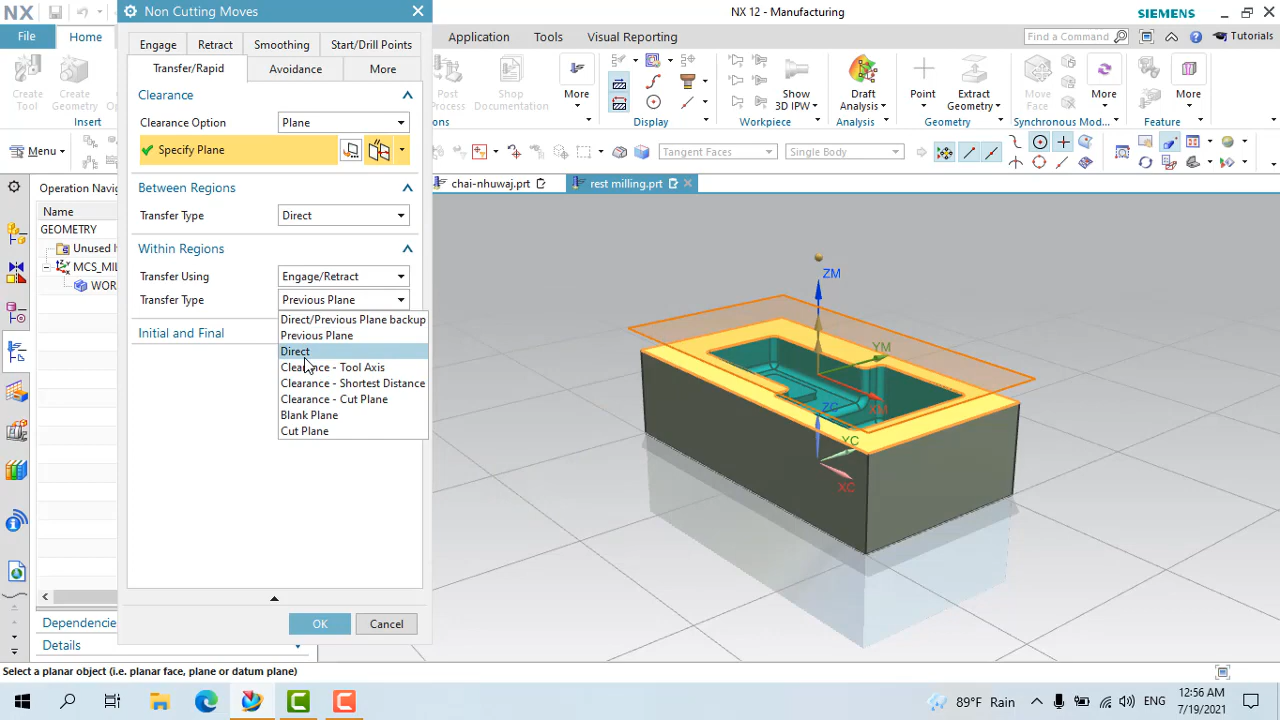 NX
Non Cutting Moves
NX 12 - Manufacturing
SIEMENS
File
Home
Engage
Retract
Smoothing
Start/Drill Points
Application
Tools
Visual Reporting
Find a Command
Tutorials
Transfer/Rapid
Avoidance
More
Create
Tool
Create
Geometry
Insert
Clearance
Clearance Option
Plane
Specify Plane
Post
Process
Shop
Documentation
More
Display
Show
3D IPW
Workpiece
Draft
Analysis
Analysis
Point
Extract
Geometry
More
Geometry
More
Synchronous Mod...
Feature
Menu
Tangent Faces
Single Body
Operation Navig
Name
GEOMETRY
Unused It
MCS_MIL
WOR
Between Regions
Transfer Type
Direct
Within Regions
Transfer Using
Engage/Retract
Transfer Type
Previous Plane
Direct/Previous Plane backup
Previous Plane
Direct
Clearance - Tool Axis
Clearance - Shortest Distance
Clearance - Cut Plane
Blank Plane
Cut Plane
Initial and Final
chai-nhuwaj.prt
rest milling.prt
ZM
YM
XM
ZC
YC
XC
OK
Cancel
Dependencie
Details
Select a planar object (i.e. planar face, plane or datum plane)
89°F Rain
ENG
12:56 AM
7/19/2021